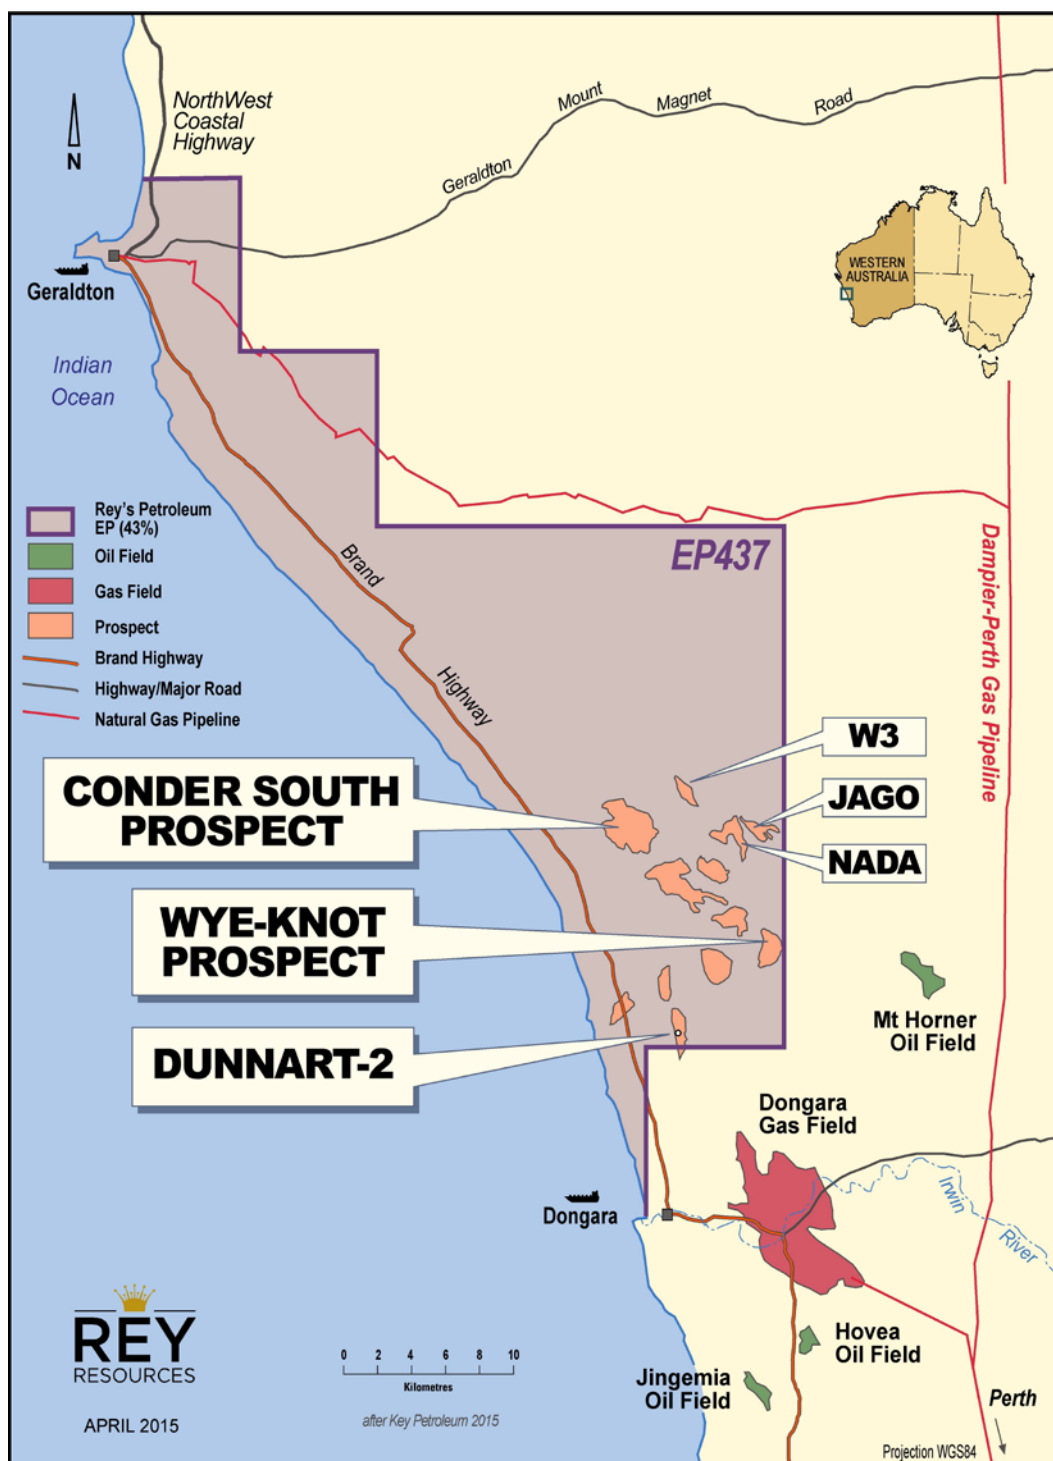 NorthWest
Coastal
Highway
N
Geraldton
Mount
Magnet
Road
WESTERN
AUSTRALIA
Geraldton
Indian
Ocean
Rey's Petroleum
EP (43%)
Oil Field
Gas Field
Prospect
Brand Highway
Highway/Major Road
Natural Gas Pipeline
Brand
Highway
EP437
Dampier-Perth Gas Pipeline
W3
JAGO
NADA
CONDER SOUTH
PROSPECT
WYE-KNOT
PROSPECT
DUNNART-2
Mt Horner
Oil Field
Dongara
Gas Field
Irwin
River
Dongara
Hovea
Oil Field
Jingemia
Oil Field
Perth
REY
RESOURCES
APRIL 2015
0 2 4 6 8 10
Kilometres
after Key Petroleum 2015
Projection WGS84